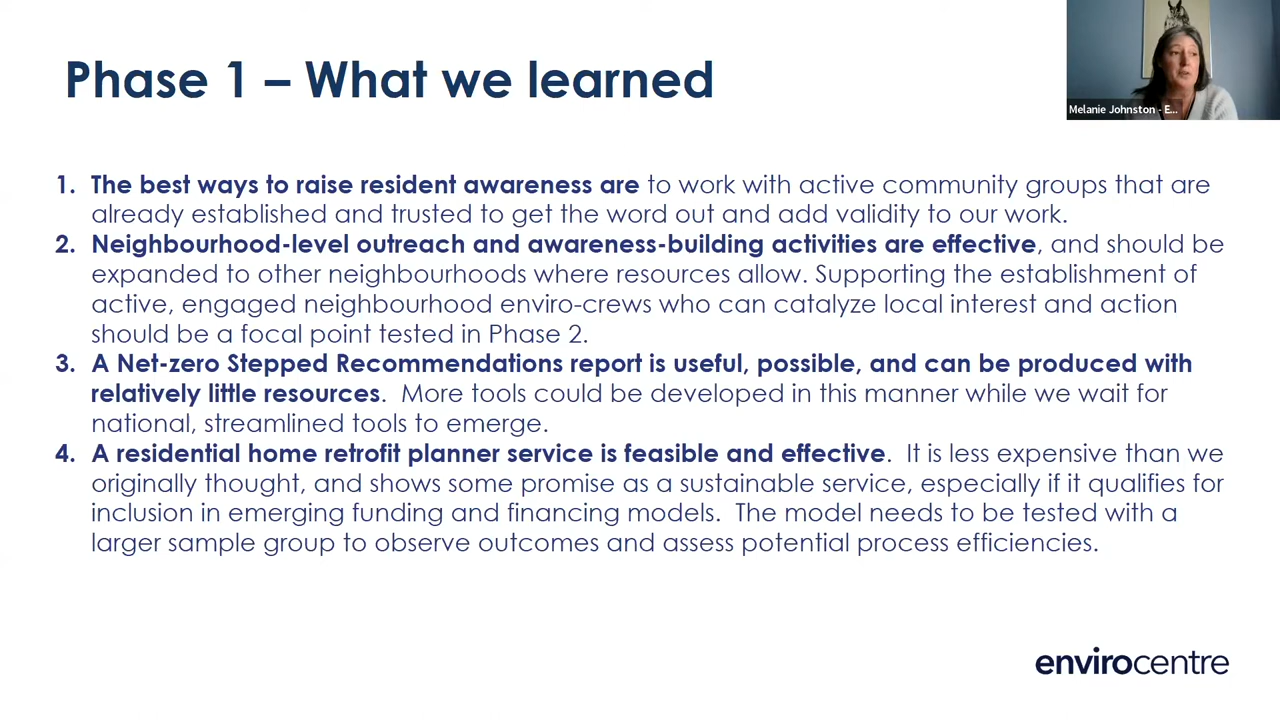 Phase 1 – What we learned
Melanie Johnston - E...
1. The best ways to raise resident awareness are to work with active community groups that are
already established and trusted to get the word out and add validity to our work.
2. Neighbourhood-level outreach and awareness-building activities are effective, and should be
expanded to other neighbourhoods where resources allow. Supporting the establishment of
active, engaged neighbourhood enviro-crews who can catalyze local interest and action
should be a focal point tested in Phase 2.
3. A Net-zero Stepped Recommendations report is useful, possible, and can be produced with
relatively little resources.  More tools could be developed in this manner while we wait for
national, streamlined tools to emerge.
4. A residential home retrofit planner service is feasible and effective.  It is less expensive than we
originally thought, and shows some promise as a sustainable service, especially if it qualifies for
inclusion in emerging funding and financing models.  The model needs to be tested with a
larger sample group to observe outcomes and assess potential process efficiencies.
envirocentre